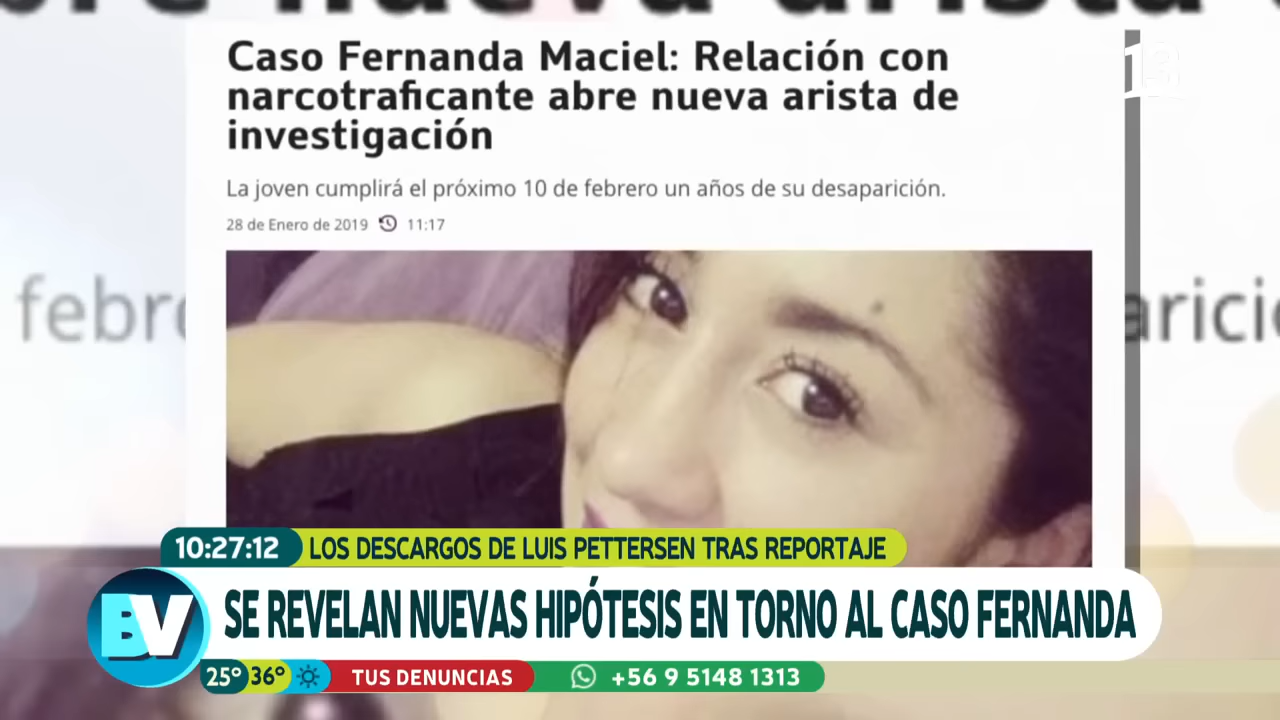 13
Caso Fernanda Maciel: Relación con
narcotraficante abre nueva arista de
investigación
La joven cumplirá el próximo 10 de febrero un años de su desaparición.
28 de Enero de 2019 11:17
febr
arici
10:27:12 LOS DESCARGOS DE LUIS PETTERSEN TRAS REPORTAJE
BV SE REVELAN NUEVAS HIPÓTESIS EN TORNO AL CASO FERNANDA
25° 36° TUS DENUNCIAS +56 9 5148 1313